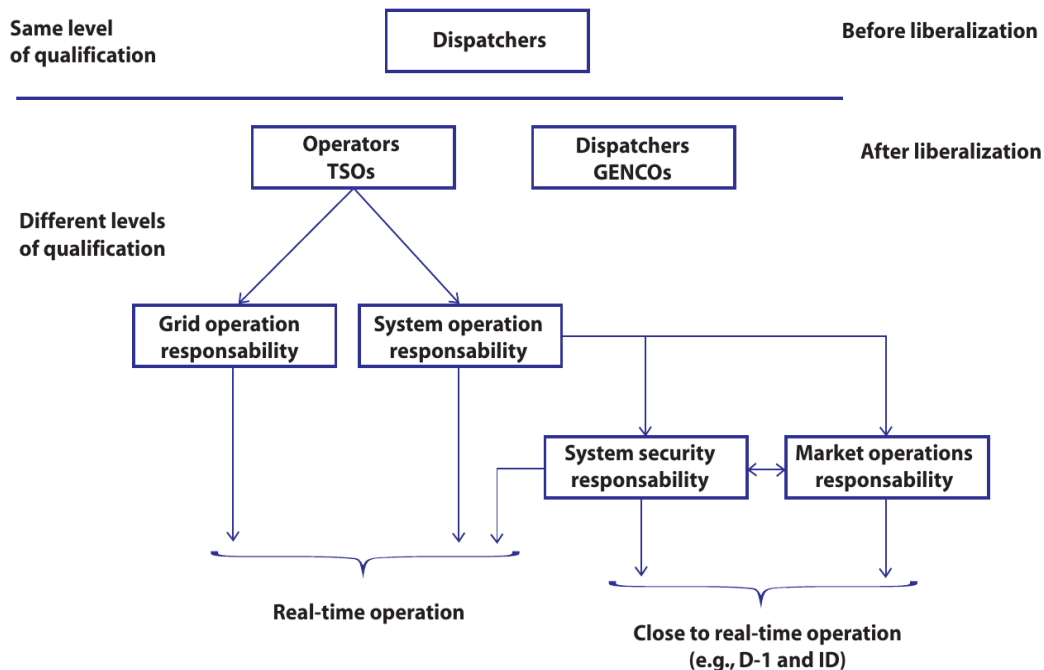 Same level
of qualification
Dispatchers
Before liberalization
Operators
TSOs
Dispatchers
GENCOs
After liberalization
Different levels
of qualification
Grid operation
responsability
System operation
responsability
System security
responsability
Market operations
responsability
Real-time operation
Close to real-time operation
(e.g., D-1 and ID)